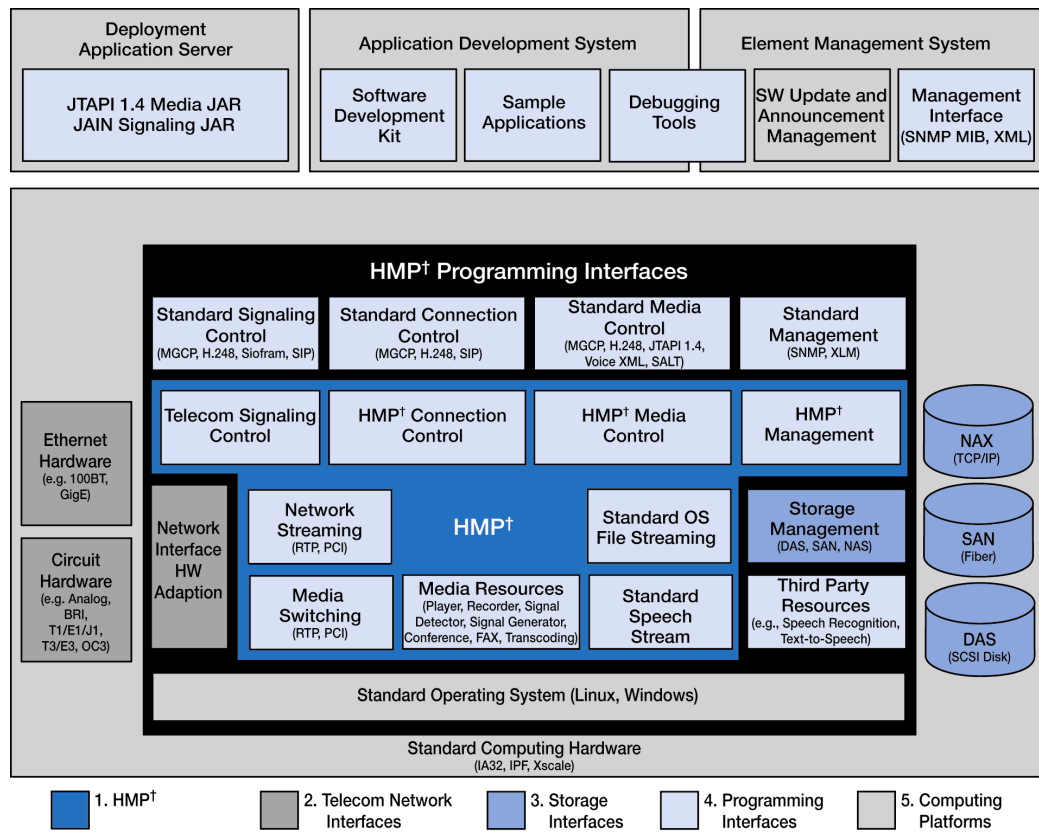 Deployment
Application Server
JTAPI 1.4 Media JAR
JAIN Signaling JAR
Application Development System
Software
Development
Kit
Sample
Applications
Debugging
Tools
Element Management System
SW Update and
Announcement
Management
Management
Interface
(SNMP MIB, XML)
HMP† Programming Interfaces
Standard Signaling
Control
(MGCP, H.248, Siofram, SIP)
Standard Connection
Control
(MGCP, H.248, SIP)
Standard Media
Control
(MGCP, H.248, JTAPI 1.4,
Voice XML, SALT)
Standard
Management
(SNMP, XLM)
Telecom Signaling
Control
HMP† Connection
Control
HMP† Media
Control
HMP†
Management
Ethernet
Hardware
(e.g. 100BT,
GigE)
Circuit
Hardware
(e.g. Analog,
BRI,
T1/E1/J1,
T3/E3, OC3)
Network
Interface
HW
Adaption
Network
Streaming
(RTP, PCI)
HMP†
Standard OS
File Streaming
Storage
Management
(DAS, SAN, NAS)
Media
Switching
(RTP, PCI)
Media Resources
(Player, Recorder, Signal
Detector, Signal Generator,
Conference, FAX, Transcoding)
Standard
Speech
Stream
Third Party
Resources
(e.g., Speech Recognition,
Text-to-Speech)
NAX
(TCP/IP)
SAN
(Fiber)
DAS
(SCSI Disk)
Standard Operating System (Linux, Windows)
Standard Computing Hardware
(IA32, IPF, Xscale)
1. HMP†
2. Telecom Network
Interfaces
3. Storage
Interfaces
4. Programming
Interfaces
5. Computing
Platforms